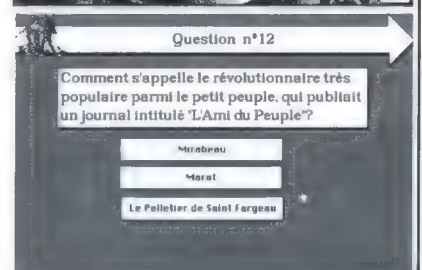 Question n°12
Comment s'appelle le révolutionnaire très
populaire parmi le petit peuple, qui publiait
un journal intitulé "L'Ami du Peuple"?
Mirabeau
Marat
Le Pelletier de Saint Fargeau